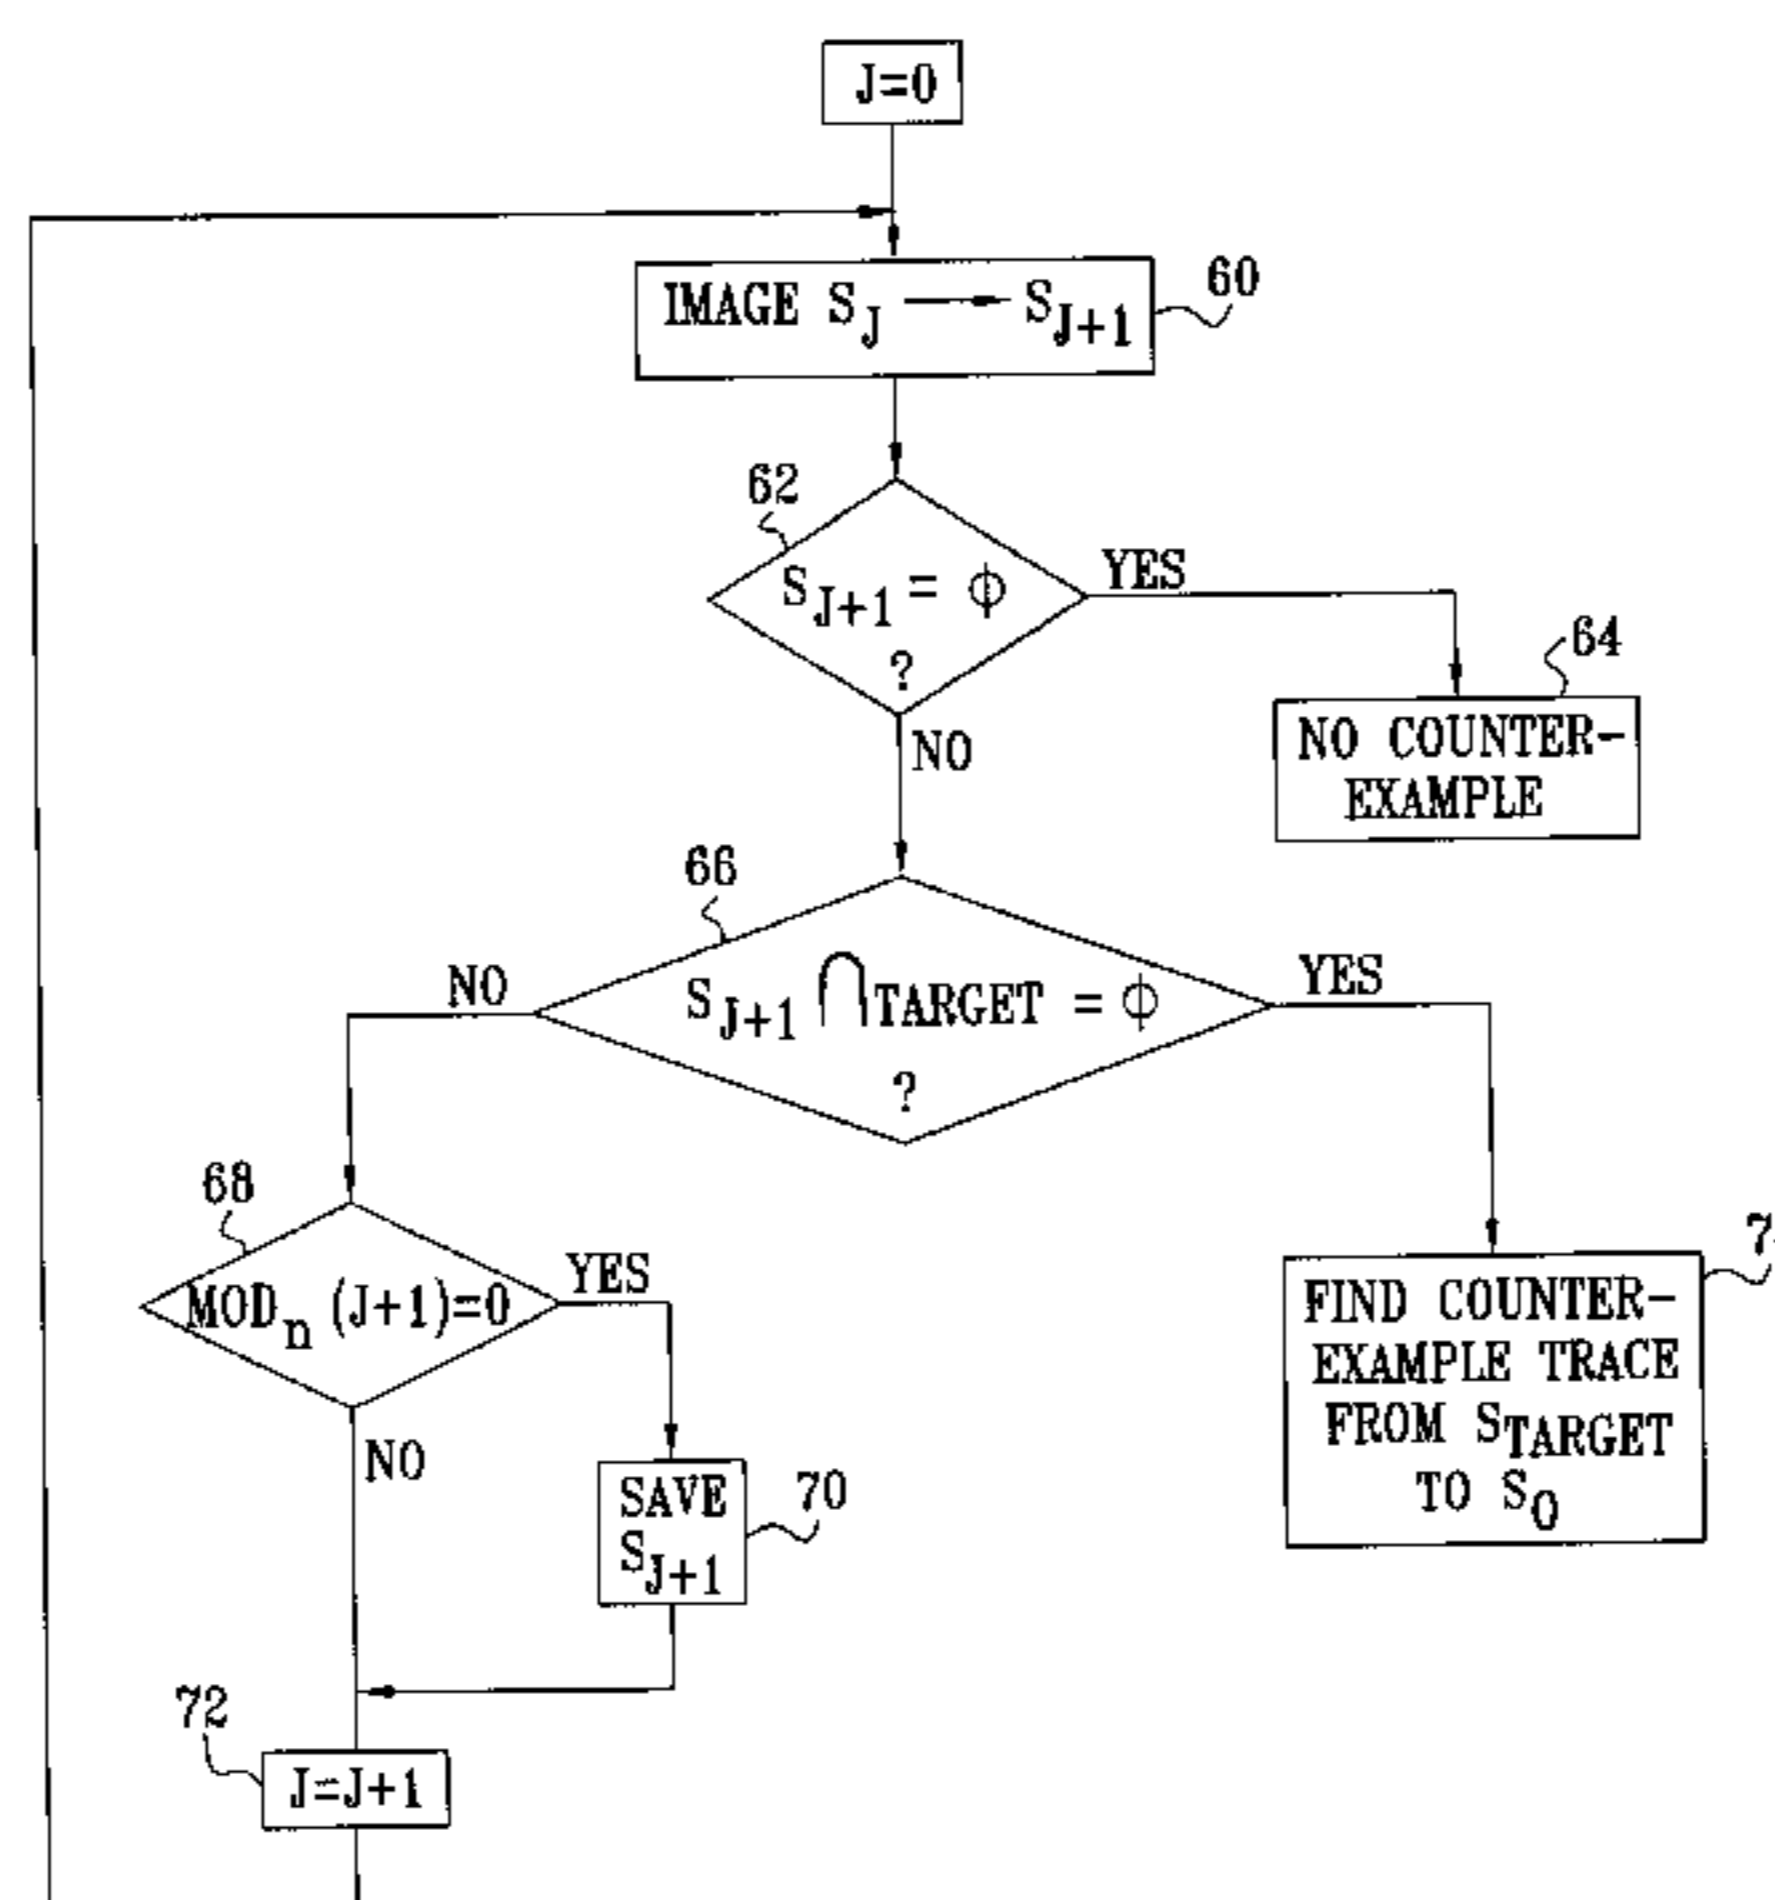 J=0
IMAGE S_J → S_J+1
60
62
S_J+1 = ϕ
?
YES
NO
64
NO COUNTER-
EXAMPLE
66
S_J+1 ∩ TARGET = ϕ
?
NO
YES
68
MOD_n (J+1)=0
YES
NO
SAVE
S_J+1
70
72
J=J+1
FIND COUNTER-
EXAMPLE TRACE
FROM S_TARGET
TO S_0